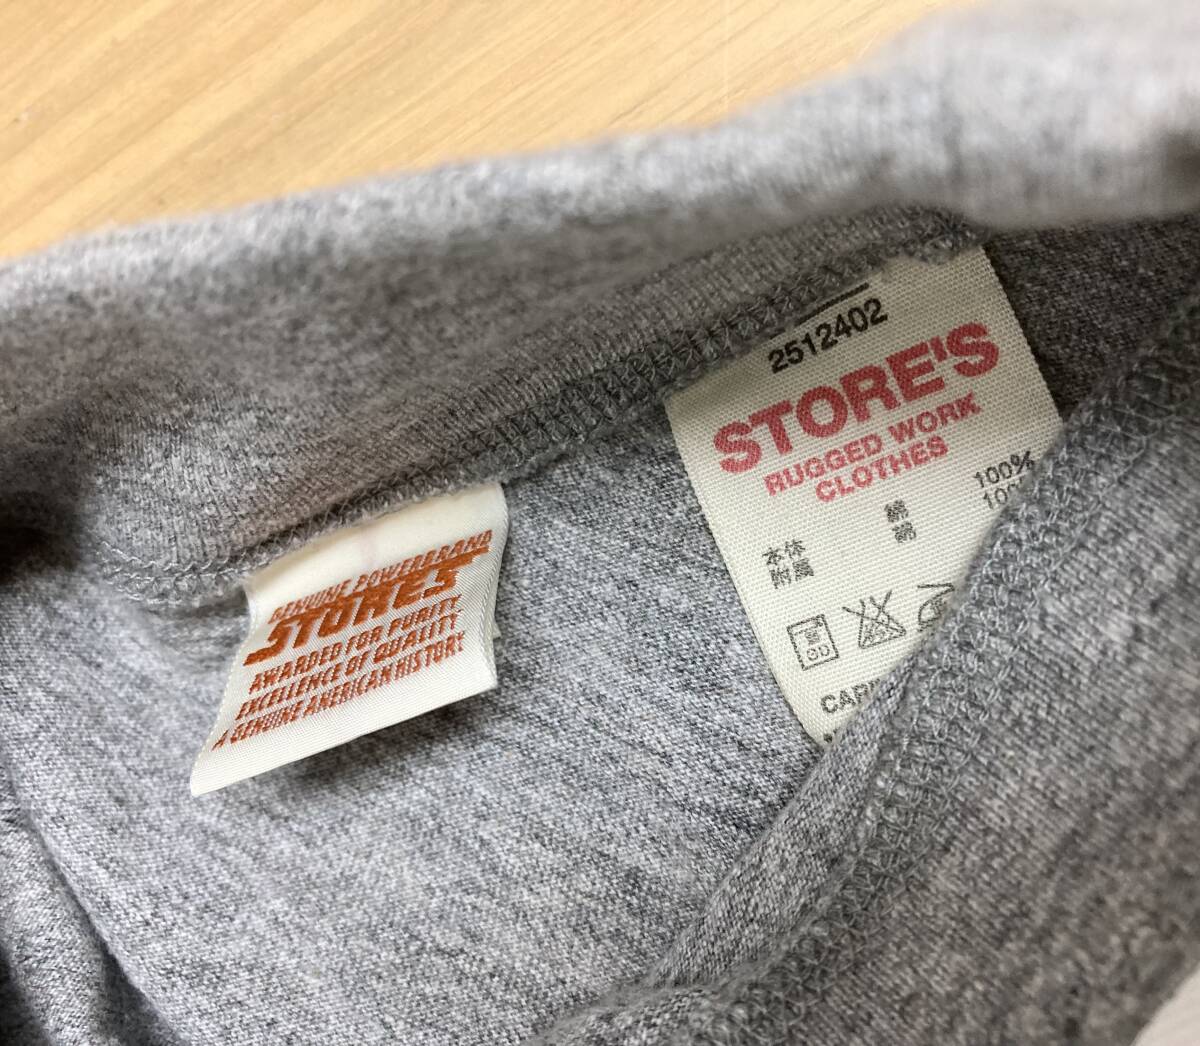 GENUINE POWERBRAND
STORES
AWARDED FOR PURITY
EXCELLENCE OF QUALITY
A GENUINE AMERICAN HISTORY
2512402
STORE'S
RUGGED WORK
CLOTHES
本体 綿 100%
附属 綿